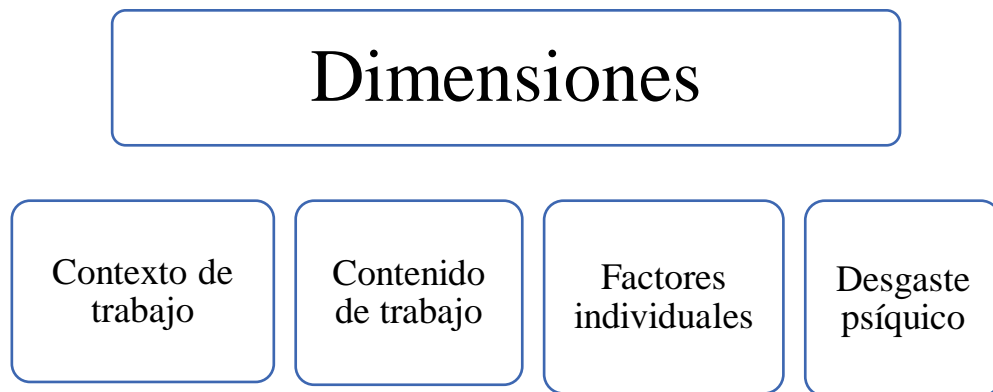 Dimensiones
Contexto de
trabajo
Contenido
de trabajo
Factores
individuales
Desgaste
psíquico